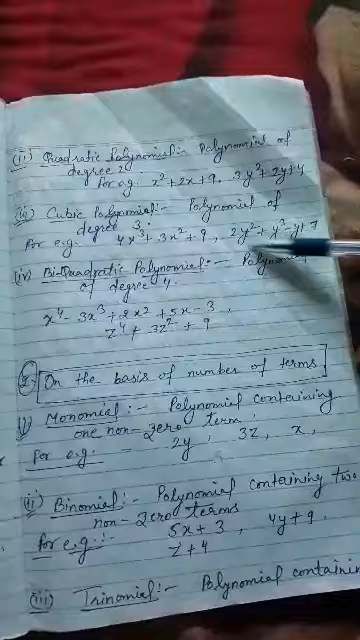 (ii) Quadratic Polynomial:- Polynomial of
degree 2.
For eg. x²+2x+9, 3y²+2y+4
(iii) Cubic Polynomial:- Polynomial of
degree 3.
For e.g. 4x³+3x²+9, 2y²+y³-y+7
(iv) Bi-Quadratic Polynomial:-
of degree 4.
x⁴-3x³+2x²+5x-3,
z⁴+3z²+9
On the basis of number of terms
(i) Monomial:- Polynomial containing
one non-zero term.
For e.g. 2y, 3z, x,
(ii) Binomial:- Polynomial containing two
non-zero terms
For e.g.:- 5x+3, 4y+9.
z+4
(iii) Trinomial:- Polynomial